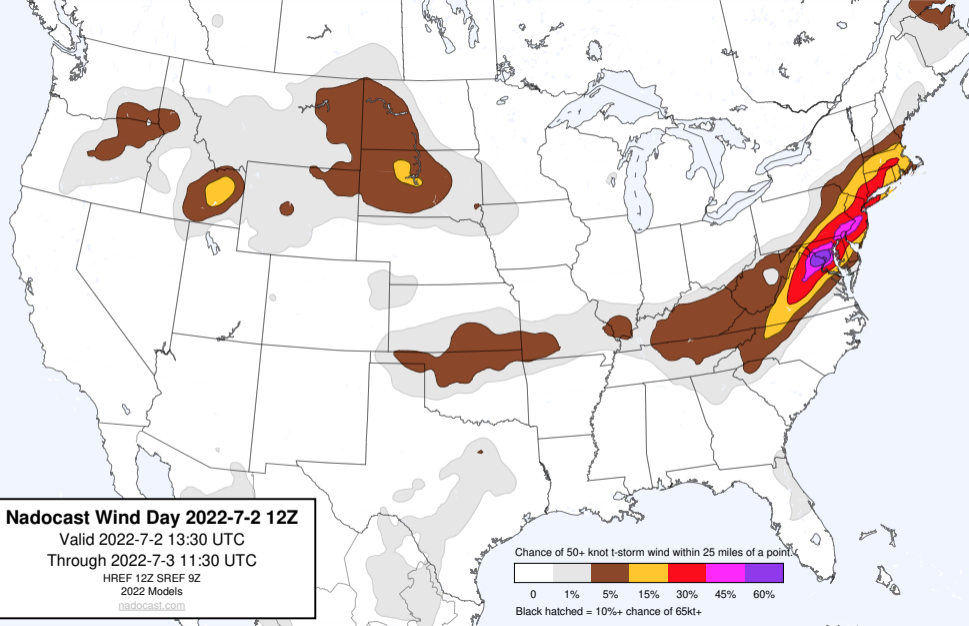 Nadocast Wind Day 2022-7-2 12Z
Valid 2022-7-2 13:30 UTC
Through 2022-7-3 11:30 UTC
HREF 12Z SREF 9Z
2022 Models
nadocast.com
Chance of 50+ knot t-storm wind within 25 miles of a point.
0 1% 5% 15% 30% 45% 60%
Black hatched = 10%+ chance of 65kt+